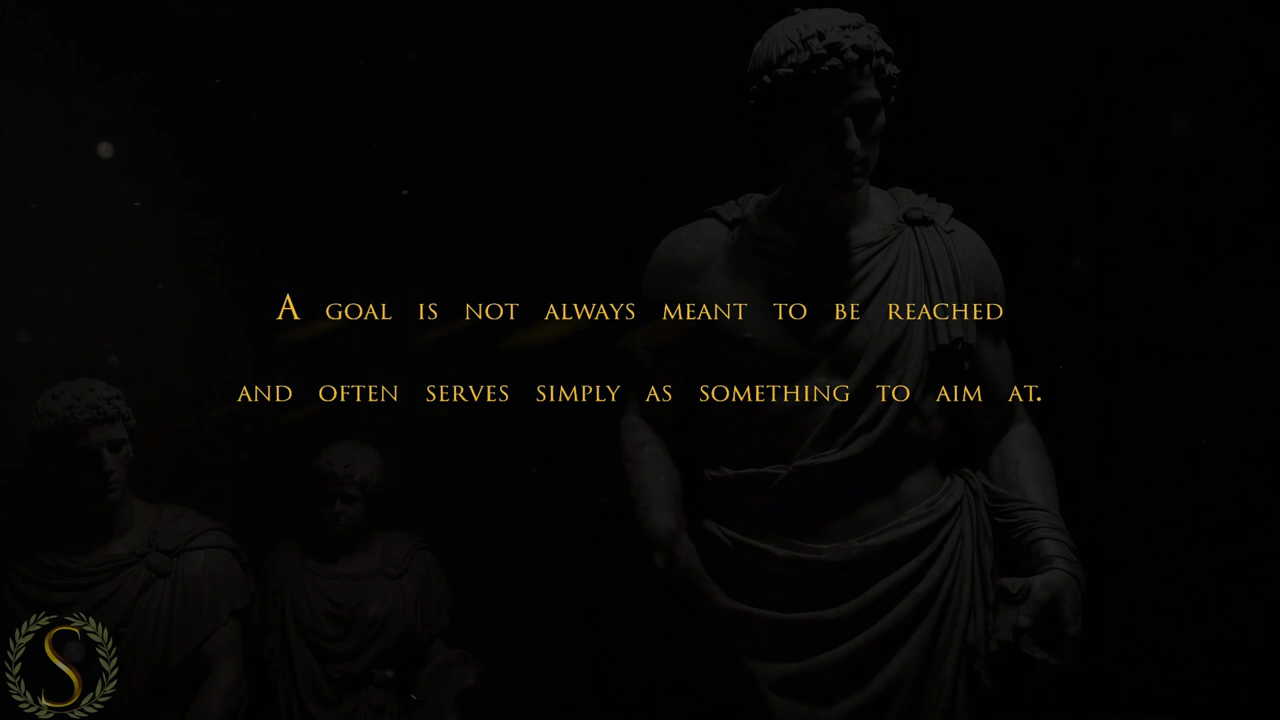 A goal is not always meant to be reached
and often serves simply as something to aim at.
S